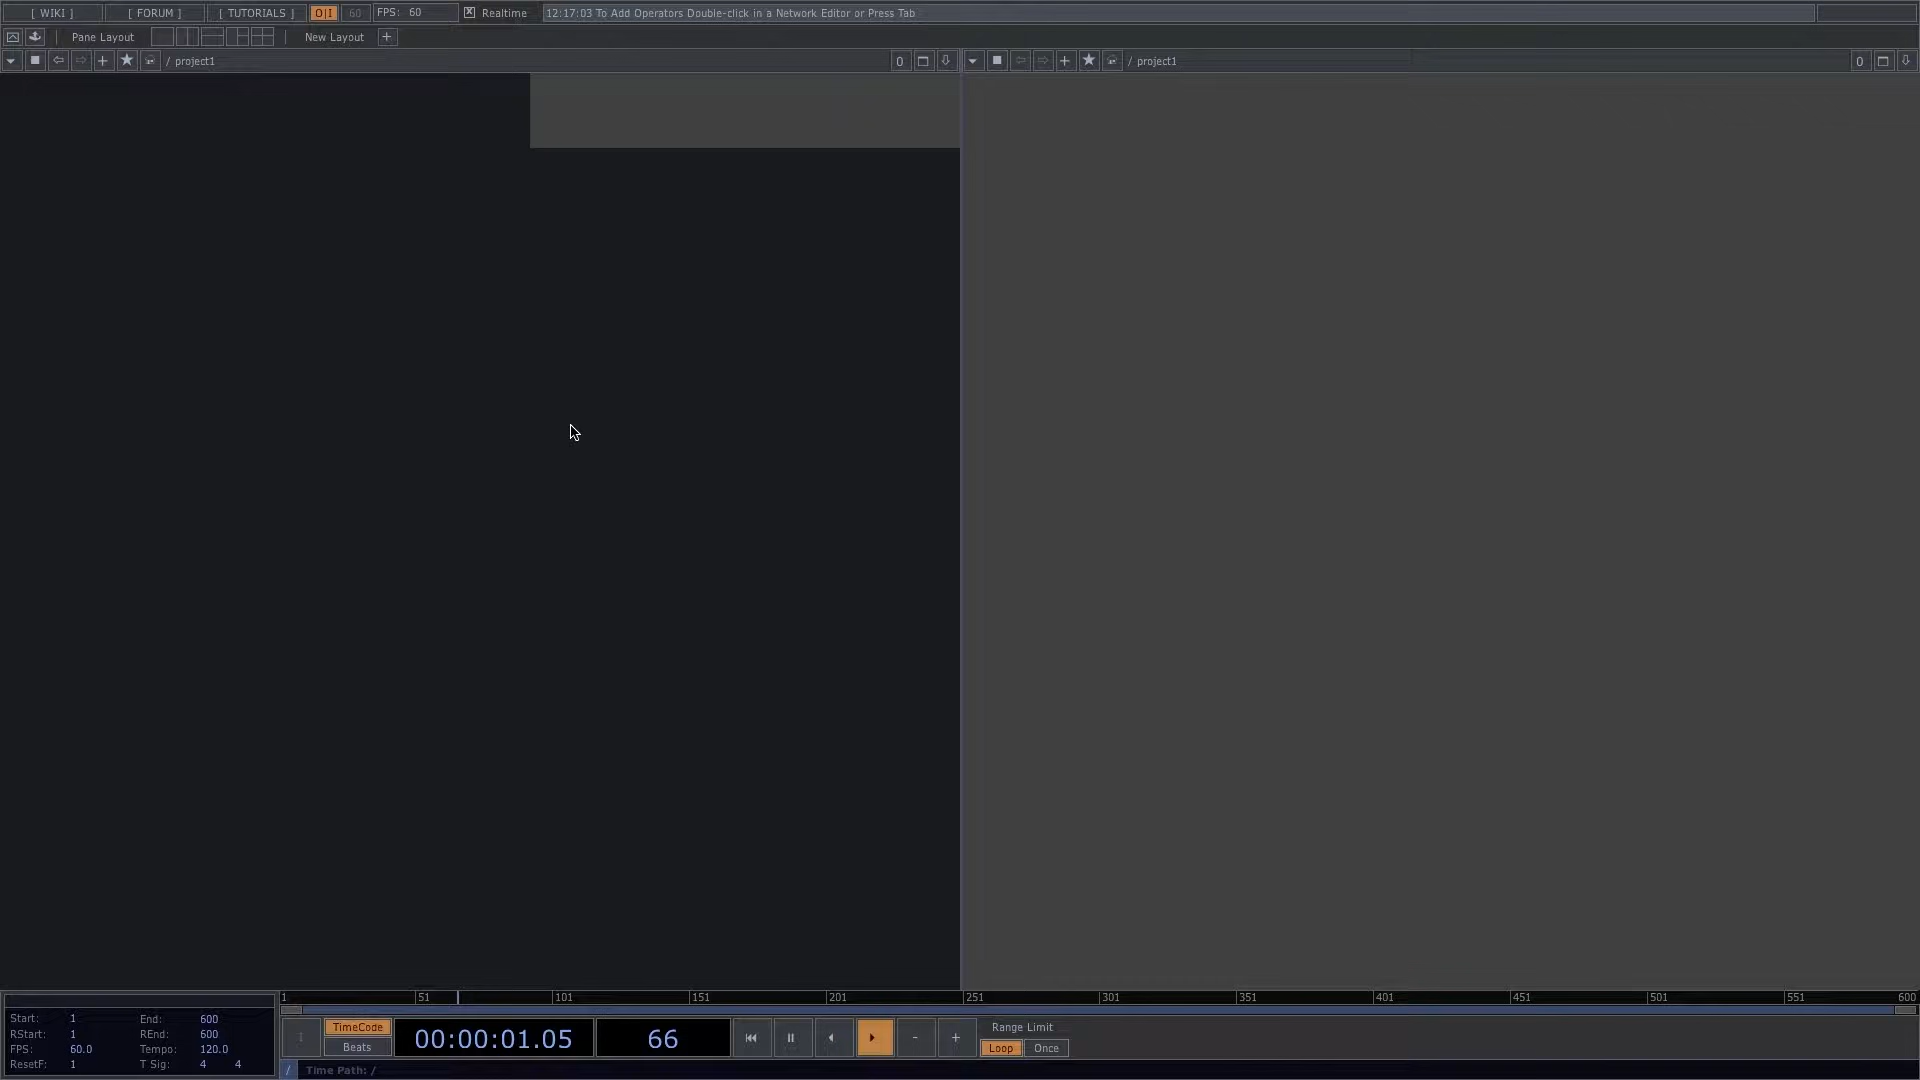 [ WIKI ] [ FORUM ] [ TUTORIALS ] O|I 60 FPS: 60 Realtime 12:17:03 To Add Operators Double-click in a Network Editor or Press Tab
Pane Layout New Layout +
/ project1 0 / project1 0
1 51 101 151 201 251 301 351 401 451 501 551 600
Start: 1 End: 600
RStart: 1 REnd: 600
FPS: 60.0 Tempo: 120.0
ResetF: 1 T Sig: 4 4
TimeCode
Beats
00:00:01.05 66 - +
Range Limit
Loop Once
/ Time Path: /